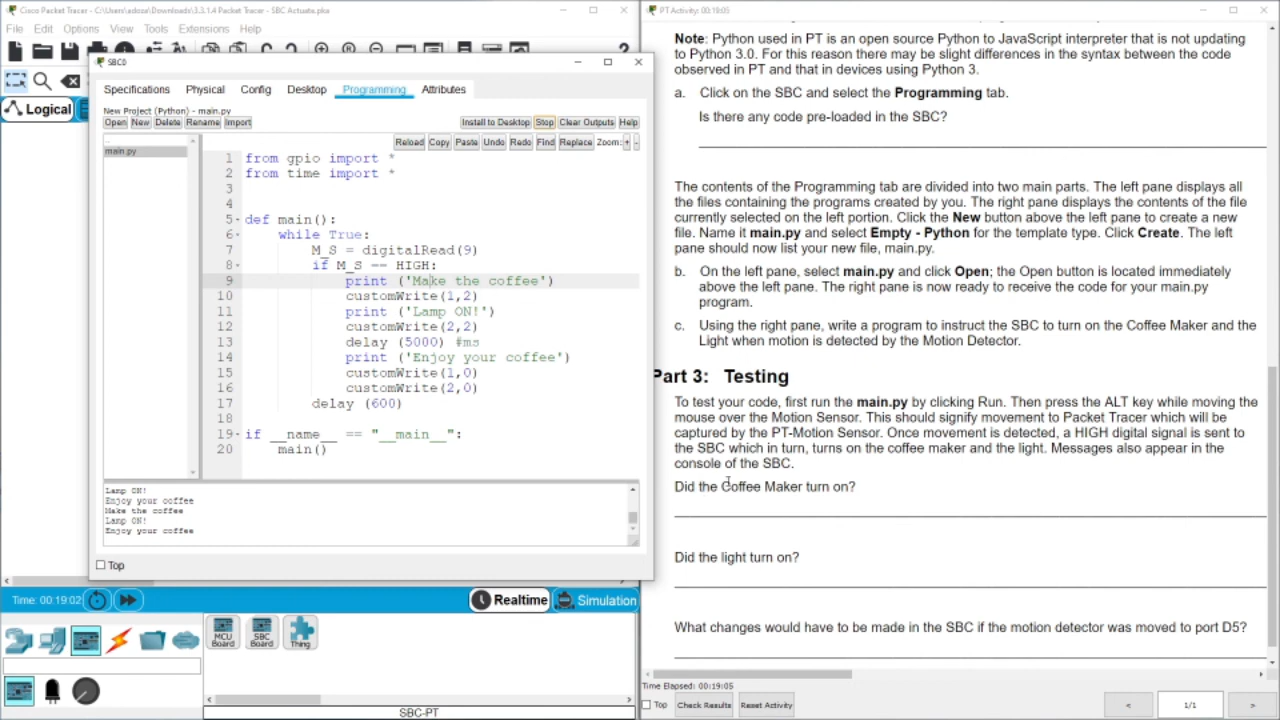 Cisco Packet Tracer - C:\Users\edoza\Downloads\3.3.1.4 Packet Tracer - SBC Actuate.pka
File Edit Options View Tools Extensions Help
Logical
SBC0
Specifications Physical Config Desktop Programming Attributes
New Project (Python) - main.py
Open New Delete Rename Import
Install to Desktop Stop Clear Outputs Help
main.py
Reload Copy Paste Undo Redo Find Replace Zoom: + -
1 from gpio import *
2 from time import *
3
4
5 def main():
6 while True:
7 M_S = digitalRead(9)
8 if M_S == HIGH:
9 print ('Make the coffee')
10 customWrite(1,2)
11 print ('Lamp ON!')
12 customWrite(2,2)
13 delay (5000) #ms
14 print ('Enjoy your coffee')
15 customWrite(1,0)
16 customWrite(2,0)
17 delay (600)
18
19 if __name__ == "__main__":
20 main()
Lamp ON!
Enjoy your coffee
Make the coffee
Lamp ON!
Enjoy your coffee
Top
Time: 00:19:02
Realtime Simulation
MCU Board
SBC Board
Thing
SBC-PT
PT Activity: 00:19:05
Note: Python used in PT is an open source Python to JavaScript interpreter that is not updating
to Python 3.0. For this reason there may be slight differences in the syntax between the code
observed in PT and that in devices using Python 3.
a. Click on the SBC and select the Programming tab.
Is there any code pre-loaded in the SBC?
The contents of the Programming tab are divided into two main parts. The left pane displays all
the files containing the programs created by you. The right pane displays the contents of the file
currently selected on the left portion. Click the New button above the left pane to create a new
file. Name it main.py and select Empty - Python for the template type. Click Create. The left
pane should now list your new file, main.py.
b. On the left pane, select main.py and click Open; the Open button is located immediately
above the left pane. The right pane is now ready to receive the code for your main.py
program.
c. Using the right pane, write a program to instruct the SBC to turn on the Coffee Maker and the
Light when motion is detected by the Motion Detector.
Part 3: Testing
To test your code, first run the main.py by clicking Run. Then press the ALT key while moving the
mouse over the Motion Sensor. This should signify movement to Packet Tracer which will be
captured by the PT-Motion Sensor. Once movement is detected, a HIGH digital signal is sent to
the SBC which in turn, turns on the coffee maker and the light. Messages also appear in the
console of the SBC.
Did the Coffee Maker turn on?
Did the light turn on?
What changes would have to be made in the SBC if the motion detector was moved to port D5?
Time Elapsed: 00:19:05
Top Check Results Reset Activity < 1/1 >